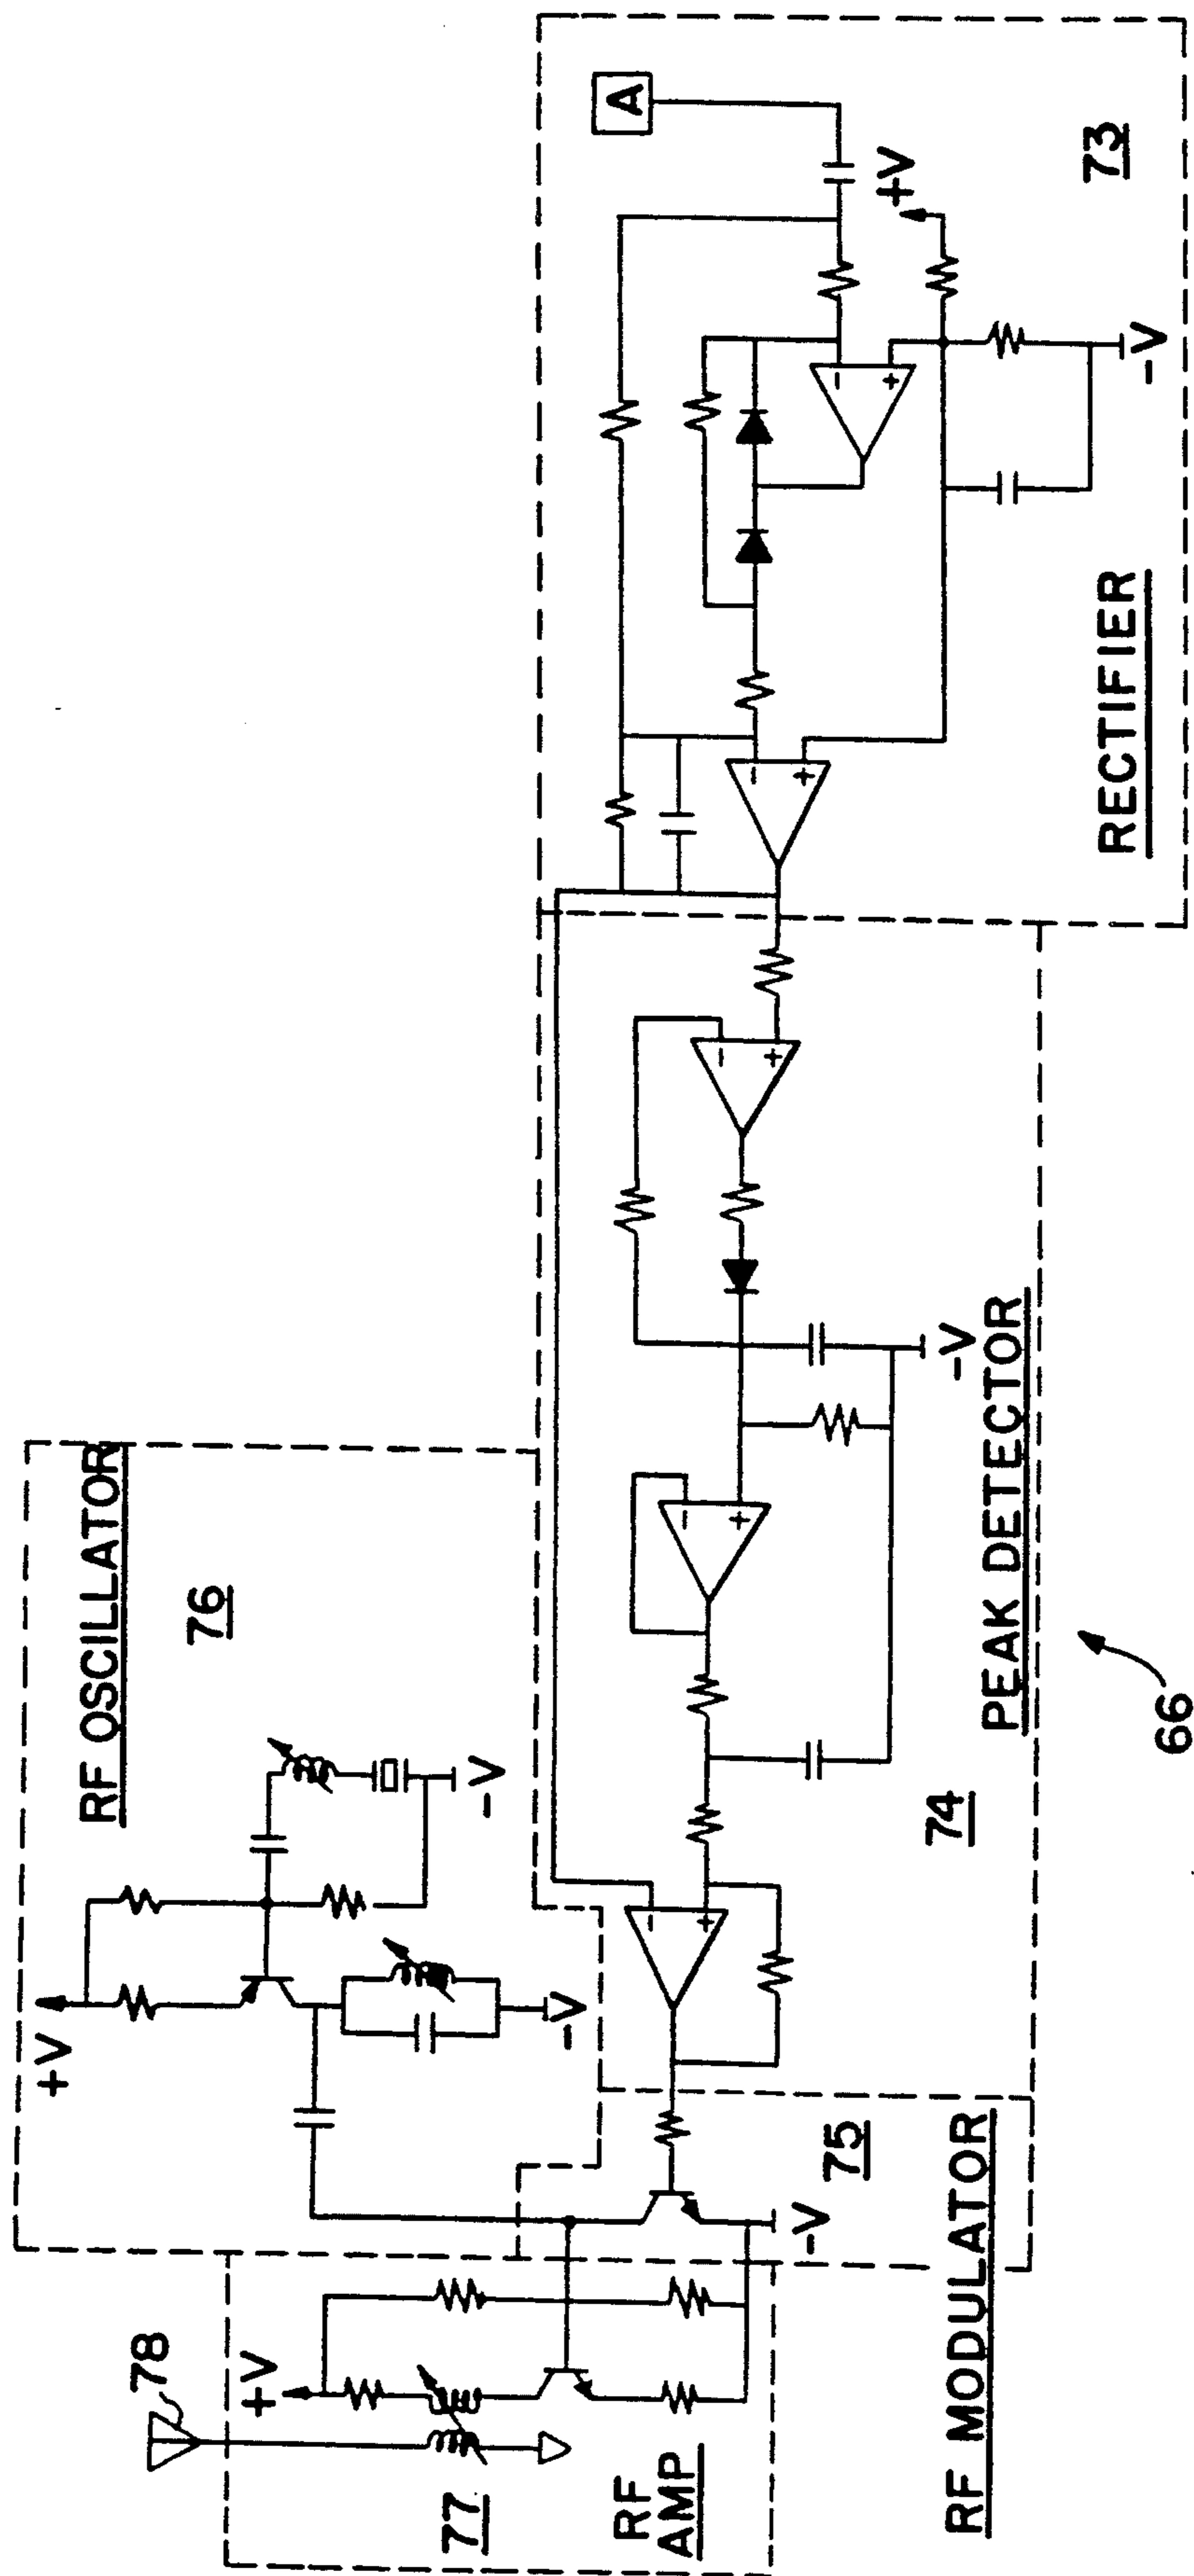 A
+V
-
+
-V
73
RECTIFIER
-
+
-
+
-V
PEAK DETECTOR
-
+
74
66
-
+
RF OSCILLATOR
76
-V
+V
-V
75
-V
RF MODULATOR
78
+V
77
RF
AMP